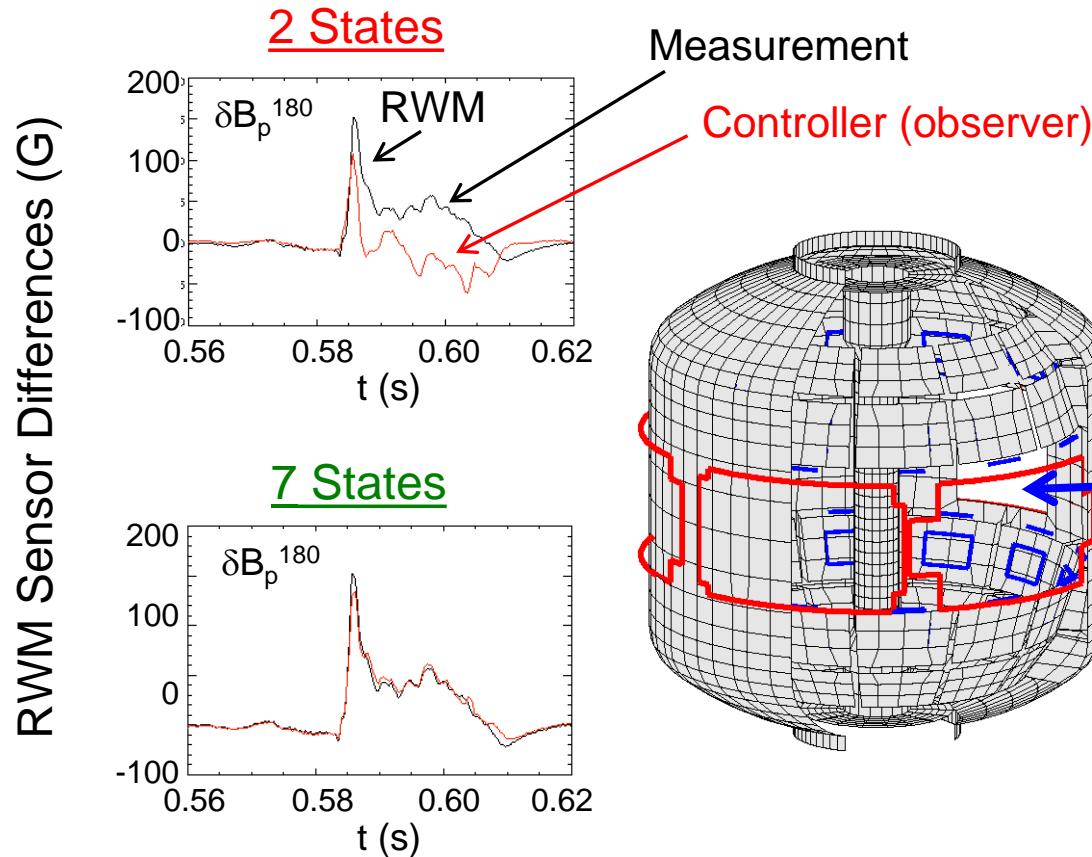 2 States
Measurement
RWM
Controller (observer)
δBp180
200
100
0
-100
0.56 0.58 0.60 0.62
t (s)
RWM Sensor Differences (G)
7 States
δBp180
200
100
0
-100
0.56 0.58 0.60 0.62
t (s)